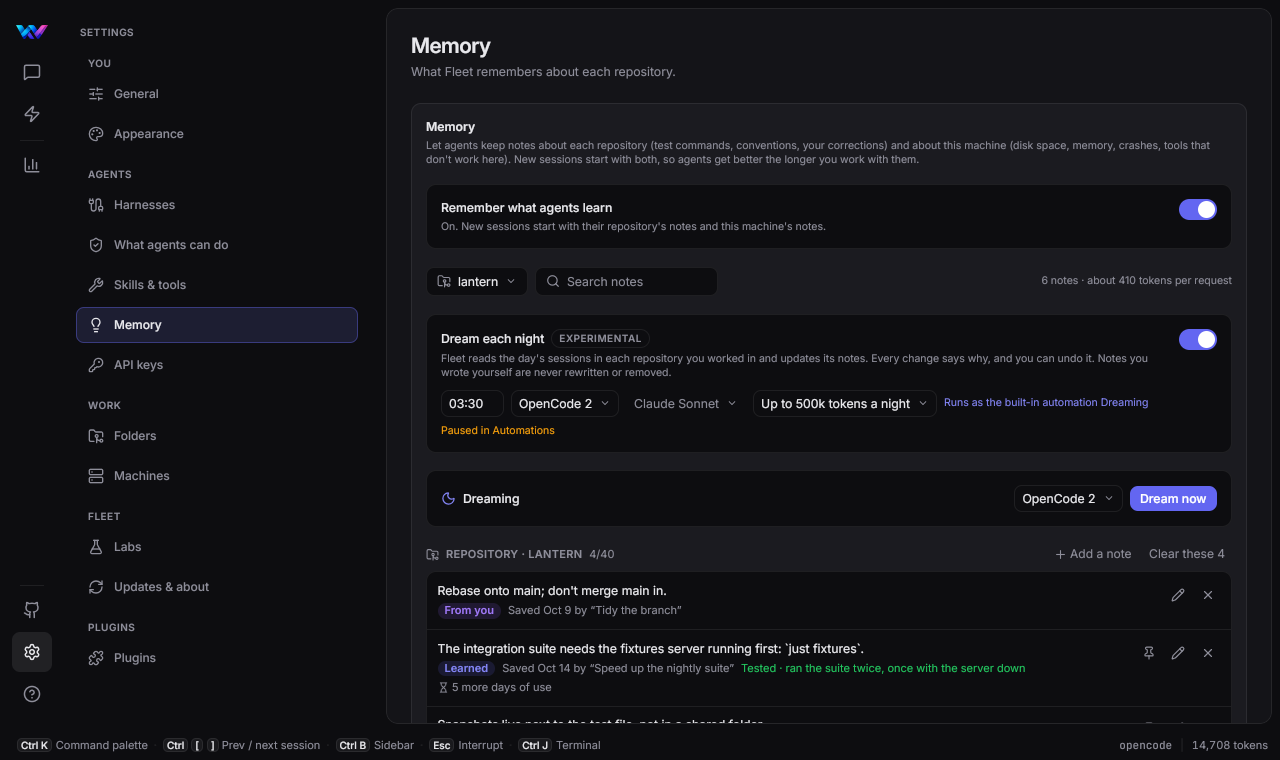 SETTINGS
YOU
General
Appearance
AGENTS
Harnesses
What agents can do
Skills & tools
Memory
API keys
WORK
Folders
Machines
FLEET
Labs
Updates & about
PLUGINS
Plugins
Memory
What Fleet remembers about each repository.
Memory
Let agents keep notes about each repository (test commands, conventions, your corrections) and about this machine (disk space, memory, crashes, tools that
don't work here). New sessions start with both, so agents get better the longer you work with them.
Remember what agents learn
On. New sessions start with their repository's notes and this machine's notes.
lantern
Search notes
6 notes · about 410 tokens per request
Dream each night EXPERIMENTAL
Fleet reads the day's sessions in each repository you worked in and updates its notes. Every change says why, and you can undo it. Notes you
wrote yourself are never rewritten or removed.
03:30 OpenCode 2 Claude Sonnet Up to 500k tokens a night Runs as the built-in automation Dreaming
Paused in Automations
Dreaming OpenCode 2 Dream now
REPOSITORY · LANTERN 4/40 + Add a note Clear these 4
Rebase onto main; don't merge main in.
From you Saved Oct 9 by “Tidy the branch”
The integration suite needs the fixtures server running first: `just fixtures`.
Learned Saved Oct 14 by “Speed up the nightly suite” Tested · ran the suite twice, once with the server down
5 more days of use
Snapshots live next to the test file, not in a shared folder.
Ctrl K Command palette · Ctrl [ ] Prev / next session · Ctrl B Sidebar · Esc Interrupt · Ctrl J Terminal
opencode 14,708 tokens